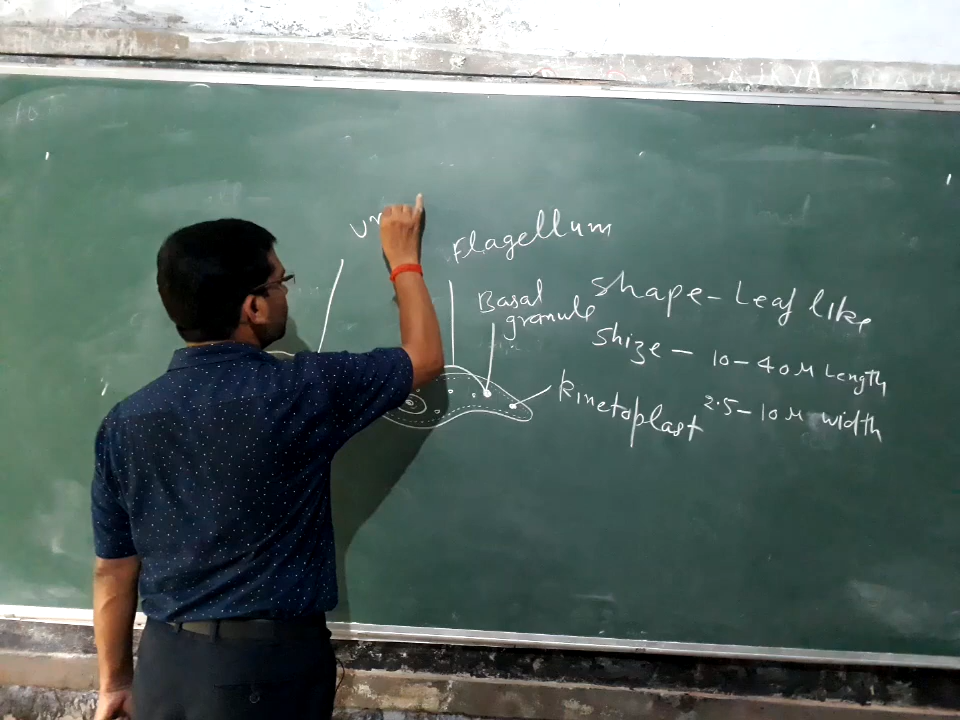 Flagellum
Basal
granule
Kinetoplast
Shape - Leaf like
Shize - 10-40 μ Length
2.5-10 μ width